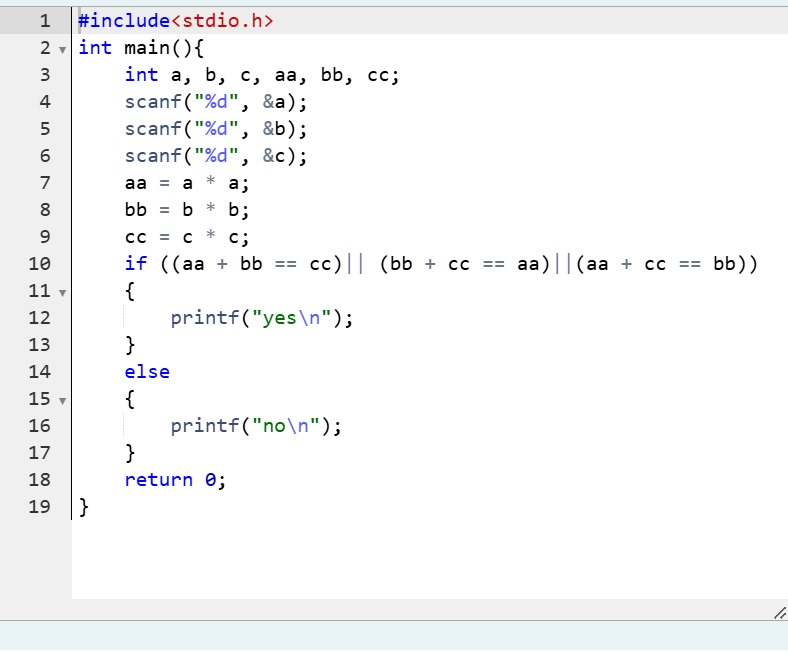 1 #include<stdio.h>
2 int main(){
3     int a, b, c, aa, bb, cc;
4     scanf("%d", &a);
5     scanf("%d", &b);
6     scanf("%d", &c);
7     aa = a * a;
8     bb = b * b;
9     cc = c * c;
10     if ((aa + bb == cc)|| (bb + cc == aa)||(aa + cc == bb))
11     {
12         printf("yes\n");
13     }
14     else
15     {
16         printf("no\n");
17     }
18     return 0;
19 }